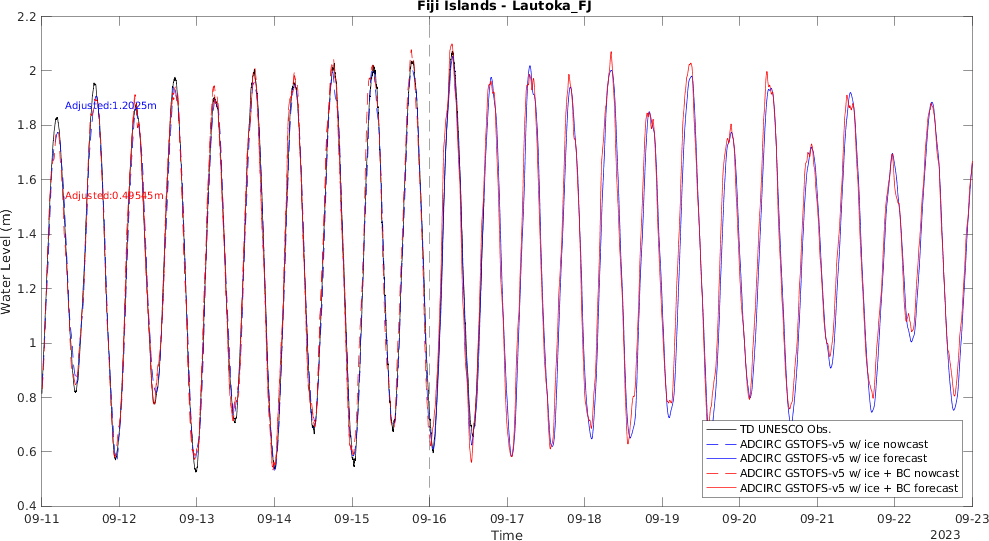 Fiji Islands - Lautoka_FJ
2.2
2
1.8
1.6
1.4
1.2
1
0.8
0.6
0.4
Water Level (m)
Adjusted:1.2025m
Adjusted:0.49545m
TD UNESCO Obs.
ADCIRC GSTOFS-v5 w/ ice nowcast
ADCIRC GSTOFS-v5 w/ ice forecast
ADCIRC GSTOFS-v5 w/ ice + BC nowcast
ADCIRC GSTOFS-v5 w/ ice + BC forecast
09-11 09-12 09-13 09-14 09-15 09-16 09-17 09-18 09-19 09-20 09-21 09-22 09-23
Time
2023